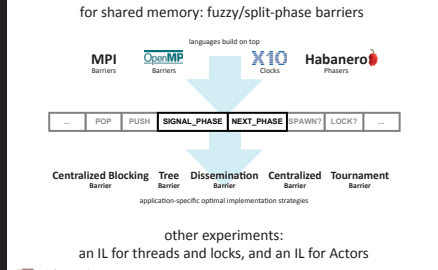 for shared memory: fuzzy/split-phase barriers
languages build on top
MPI OpenMP X10 Habanero
Barriers Barriers Clocks Phasers
... POP PUSH SIGNAL_PHASE NEXT_PHASE SPAWN? LOCK? ...
Centralized Blocking Tree Dissemination Centralized Tournament
Barrier Barrier Barrier Barrier Barrier
application-specific optimal implementation strategies
other experiments:
an IL for threads and locks, and an IL for Actors